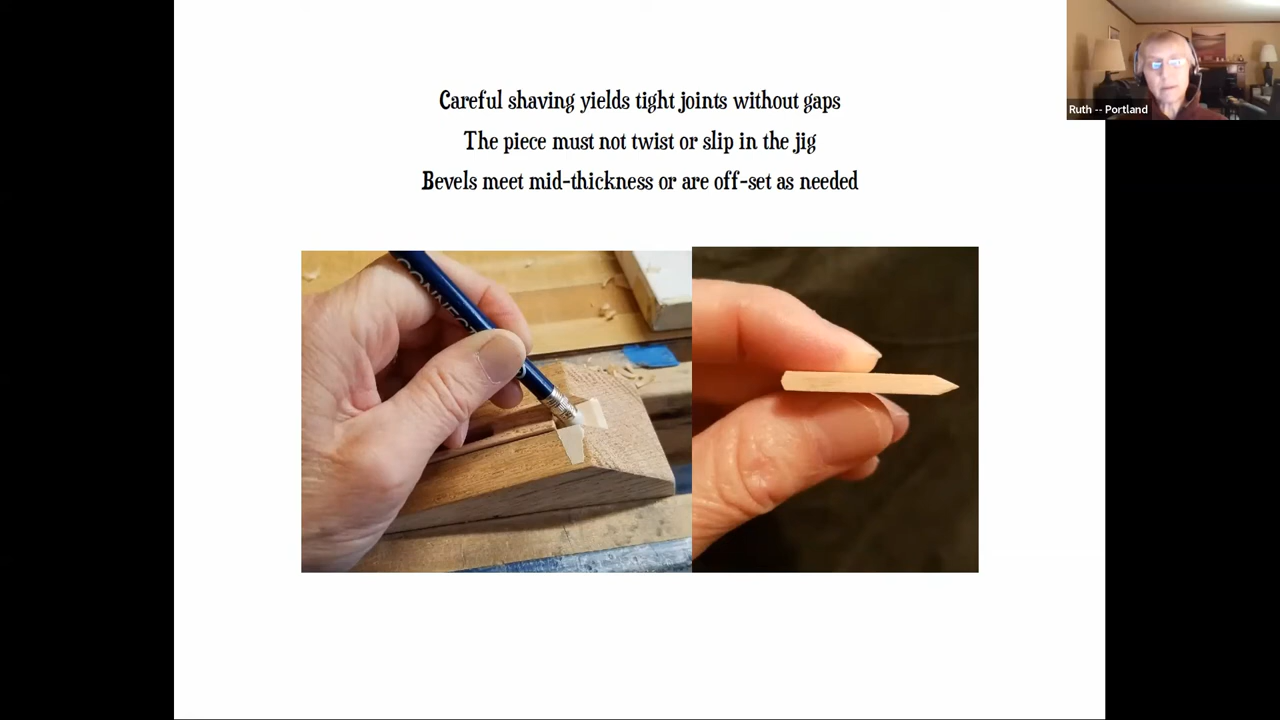 Careful shaving yields tight joints without gaps
The piece must not twist or slip in the jig
Bevels meet mid-thickness or are off-set as needed
Ruth -- Portland
CONNECT